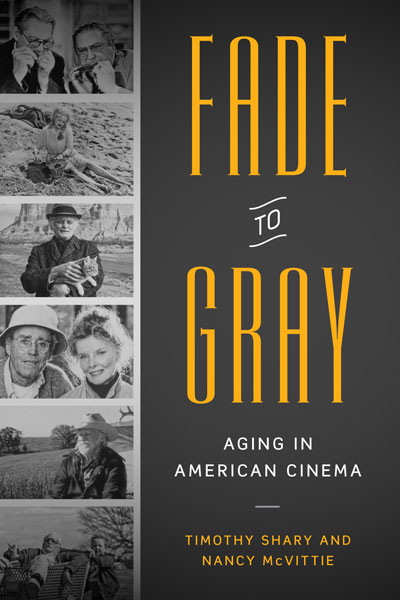 FADE
TO
GRAY
AGING IN
AMERICAN CINEMA
TIMOTHY SHARY AND
NANCY McVITTIE